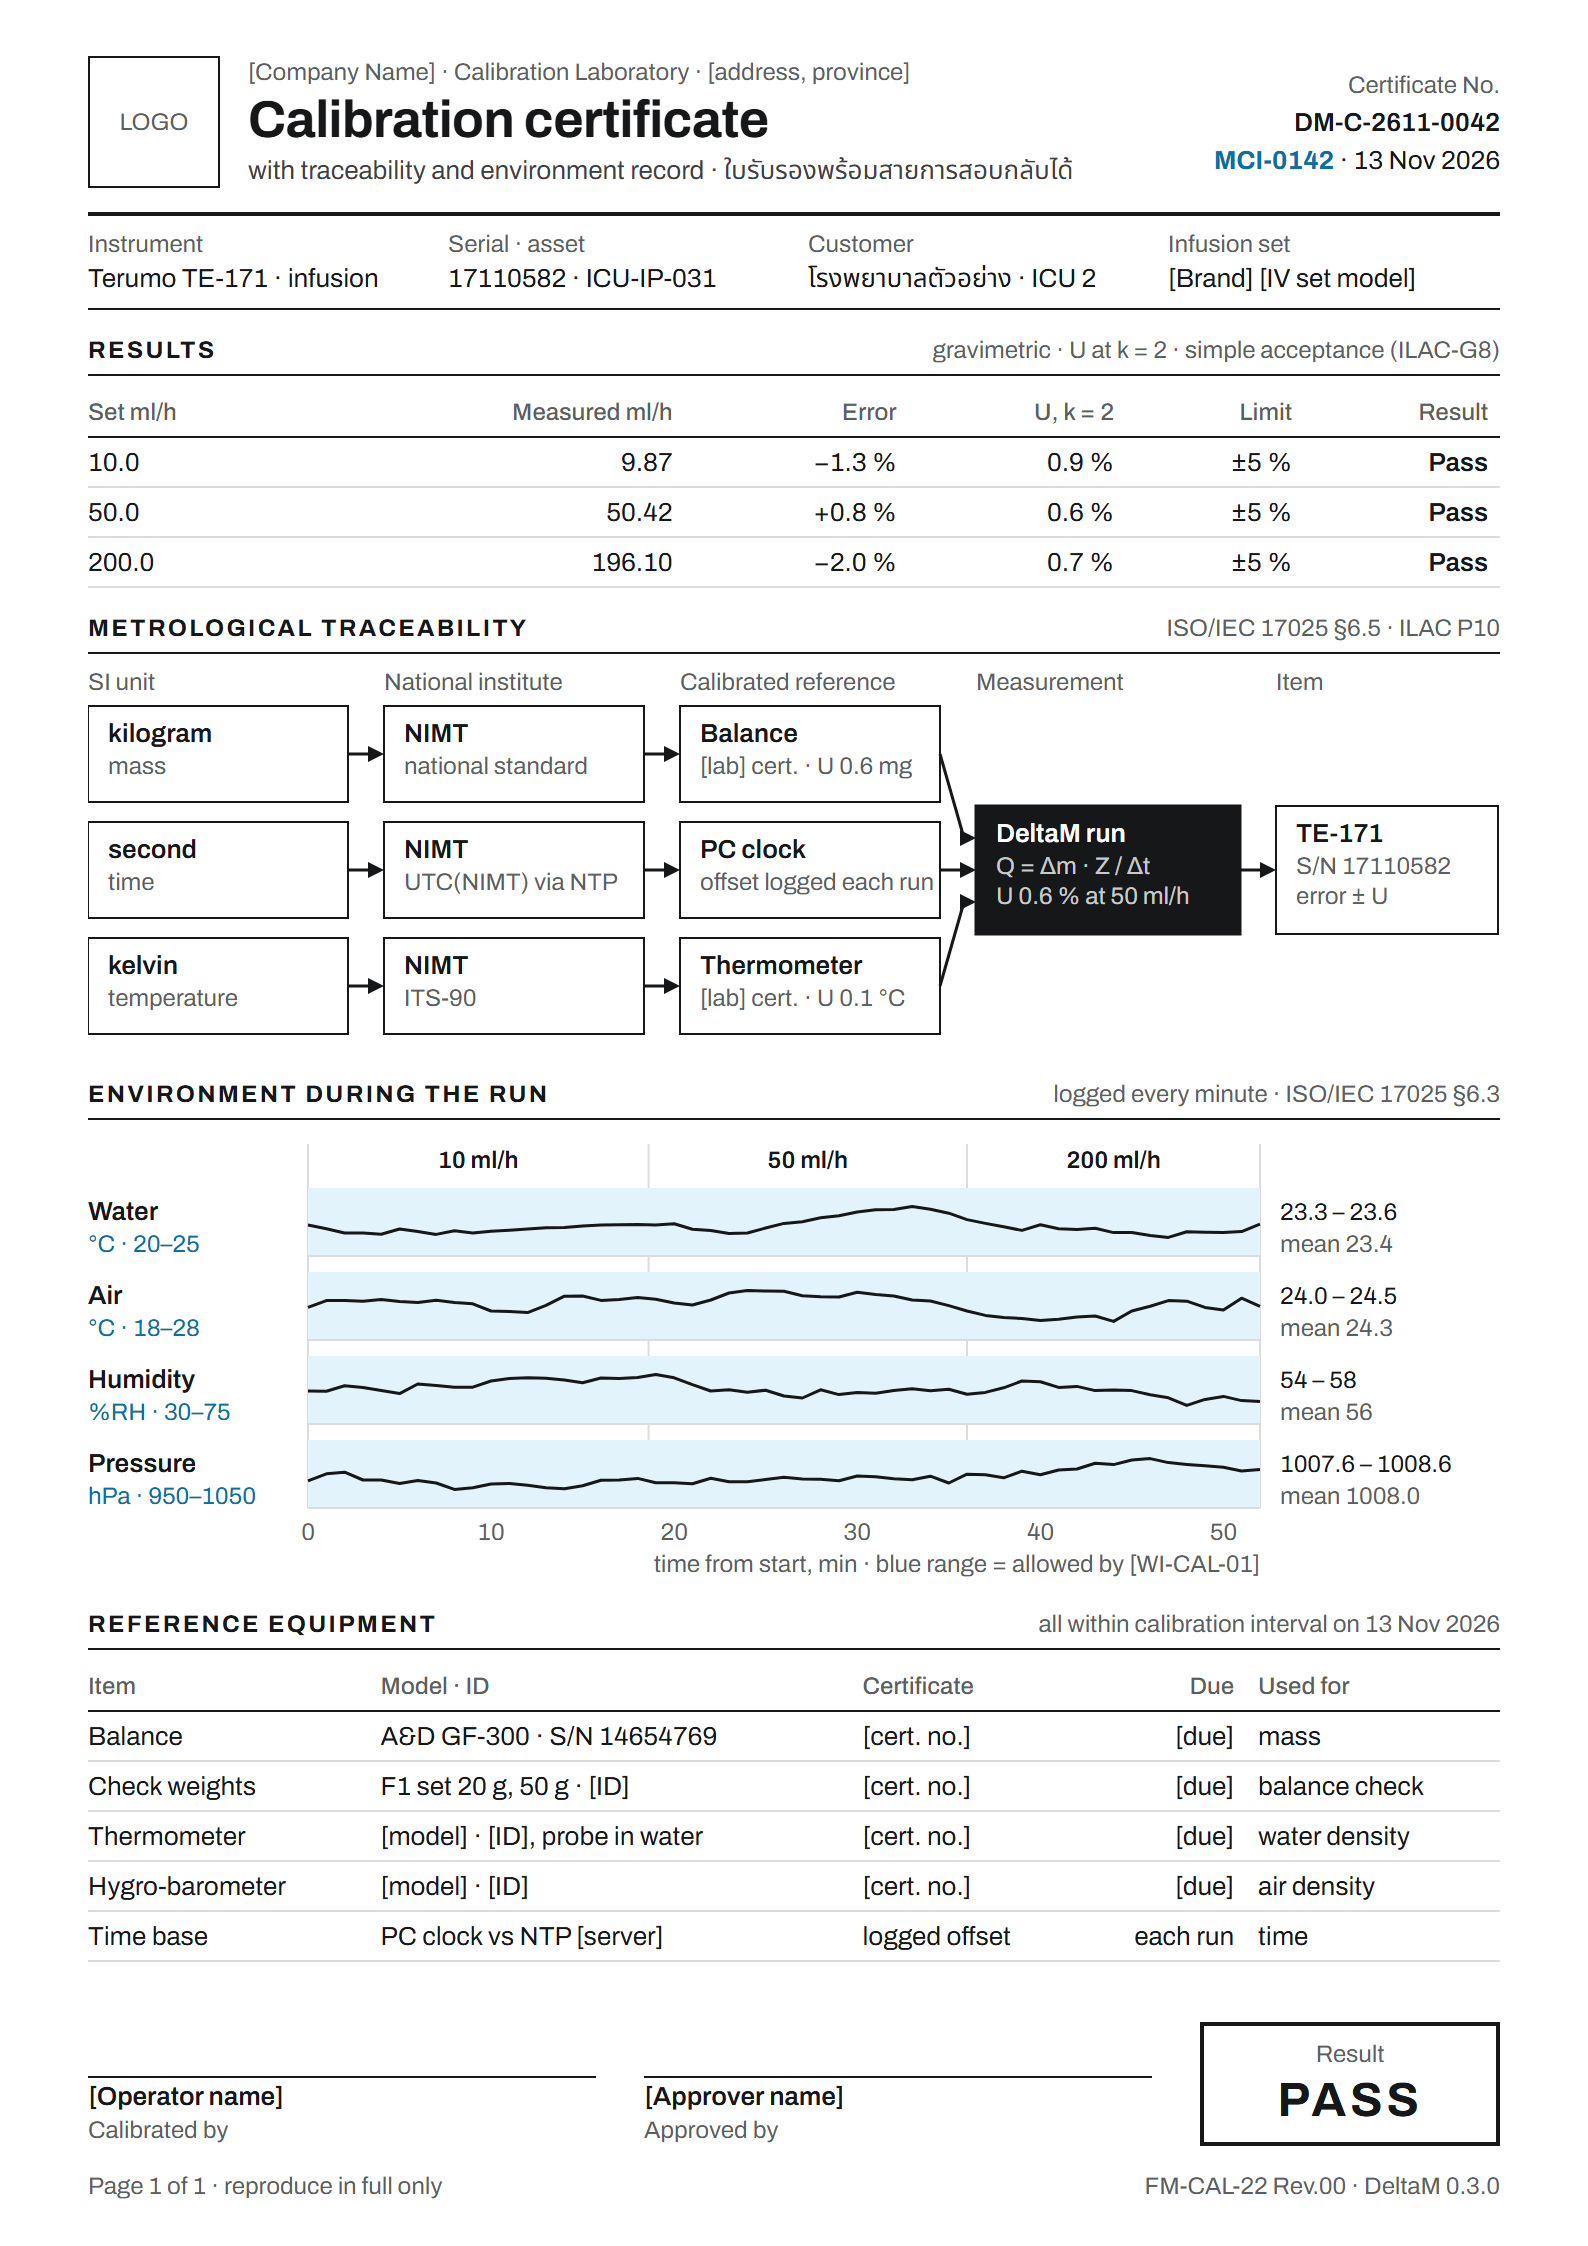 LOGO
[Company Name] · Calibration Laboratory · [address, province]
Calibration certificate
with traceability and environment record · ใบรับรองพร้อมสายการสอบกลับได้
Certificate No.
DM-C-2611-0042
MCI-0142 · 13 Nov 2026
Instrument Serial · asset Customer Infusion set
Terumo TE-171 · infusion 17110582 · ICU-IP-031 โรงพยาบาลตัวอย่าง · ICU 2 [Brand] [IV set model]
RESULTS gravimetric · U at k = 2 · simple acceptance (ILAC-G8)
Set ml/h Measured ml/h Error U, k = 2 Limit Result
10.0 9.87 −1.3 % 0.9 % ±5 % Pass
50.0 50.42 +0.8 % 0.6 % ±5 % Pass
200.0 196.10 −2.0 % 0.7 % ±5 % Pass
METROLOGICAL TRACEABILITY ISO/IEC 17025 §6.5 · ILAC P10
SI unit National institute Calibrated reference Measurement Item
kilogram NIMT Balance
mass national standard [lab] cert. · U 0.6 mg
second NIMT PC clock
time UTC(NIMT) via NTP offset logged each run
DeltaM run
Q = Δm · Z / Δt
U 0.6 % at 50 ml/h
TE-171
S/N 17110582
error ± U
kelvin NIMT Thermometer
temperature ITS-90 [lab] cert. · U 0.1 °C
ENVIRONMENT DURING THE RUN logged every minute · ISO/IEC 17025 §6.3
10 ml/h 50 ml/h 200 ml/h
Water 23.3 – 23.6
°C · 20–25 mean 23.4
Air 24.0 – 24.5
°C · 18–28 mean 24.3
Humidity 54 – 58
%RH · 30–75 mean 56
Pressure 1007.6 – 1008.6
hPa · 950–1050 mean 1008.0
0 10 20 30 40 50
time from start, min · blue range = allowed by [WI-CAL-01]
REFERENCE EQUIPMENT all within calibration interval on 13 Nov 2026
Item Model · ID Certificate Due Used for
Balance A&D GF-300 · S/N 14654769 [cert. no.] [due] mass
Check weights F1 set 20 g, 50 g · [ID] [cert. no.] [due] balance check
Thermometer [model] · [ID], probe in water [cert. no.] [due] water density
Hygro-barometer [model] · [ID] [cert. no.] [due] air density
Time base PC clock vs NTP [server] logged offset each run time
[Operator name]
Calibrated by
[Approver name]
Approved by
Result
PASS
Page 1 of 1 · reproduce in full only FM-CAL-22 Rev.00 · DeltaM 0.3.0